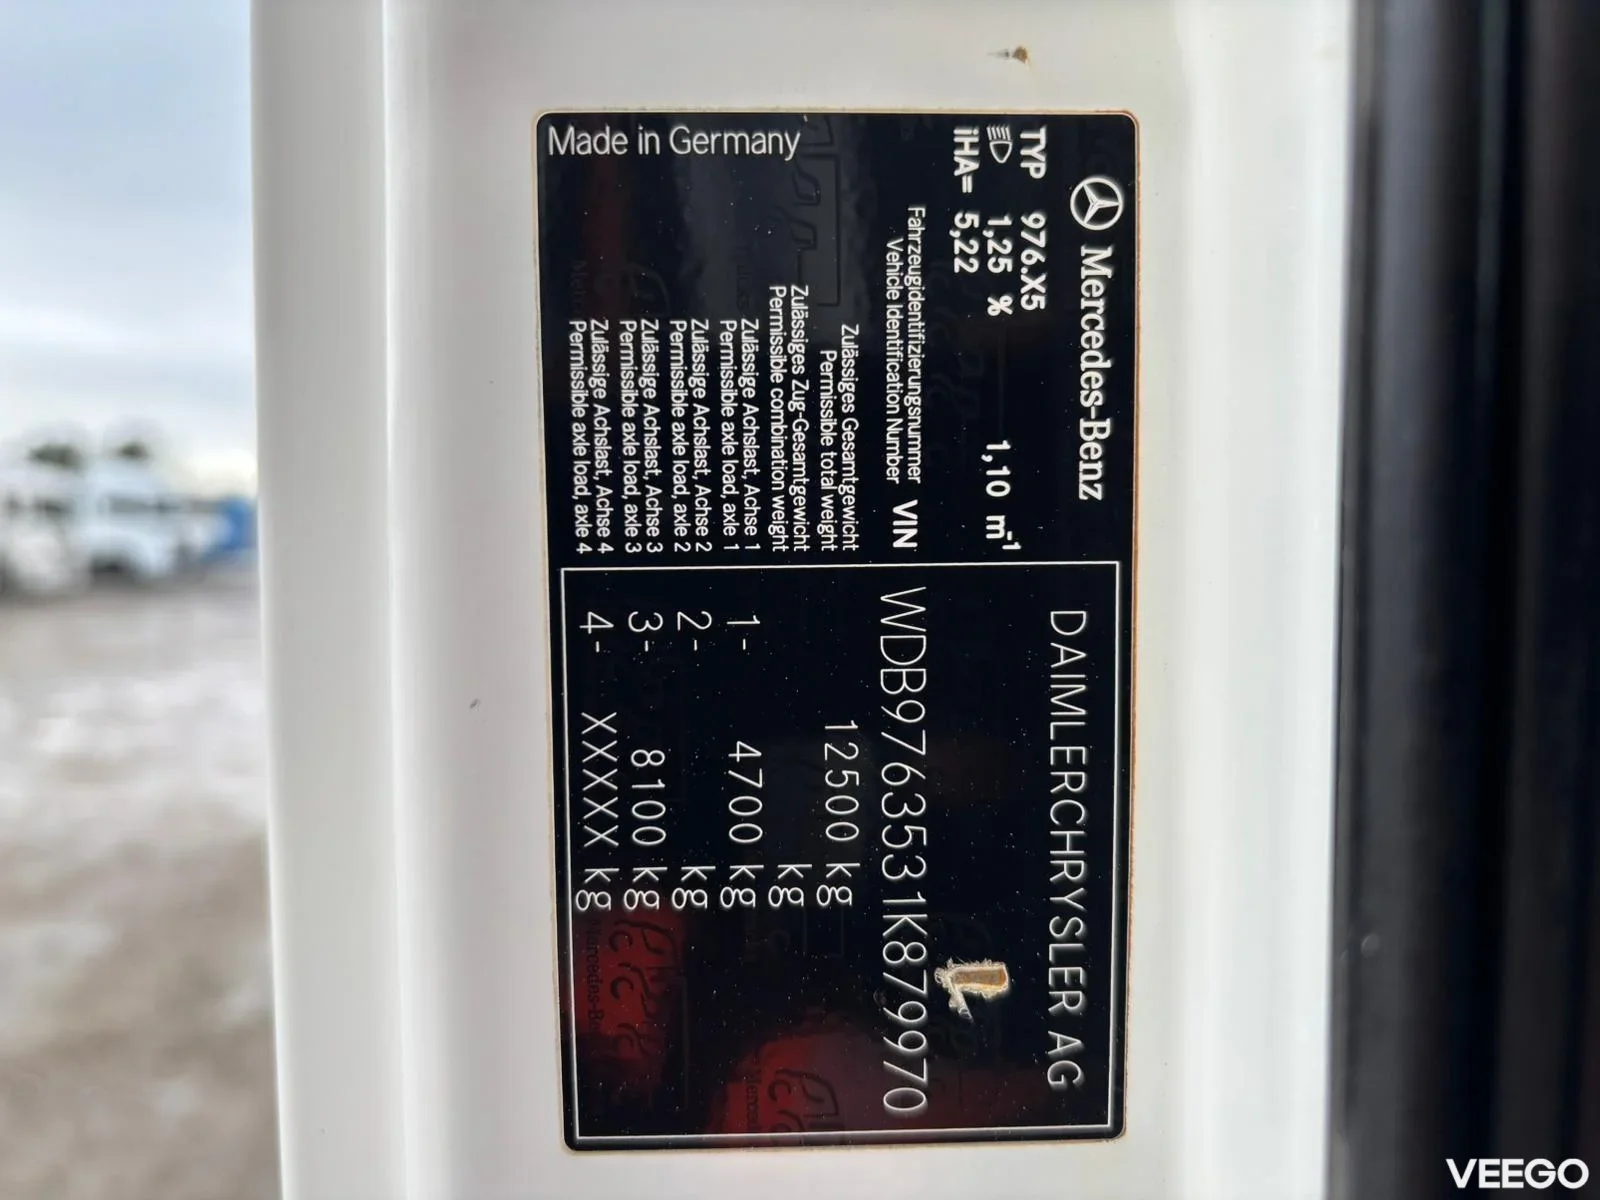 Mercedes-Benz
DAIMLERCHRYSLER AG
TYP 976.X5
1,25 % 1,10 m⁻¹
iHA= 5,22
Fahrzeugidentifizierungsnummer
Vehicle Identification Number VIN WDB9763531K879970
Zulässiges Gesamtgewicht
Permissible total weight 12500 kg
Zulässiges Zug-Gesamtgewicht
Permissible combination weight kg
Zulässige Achslast, Achse 1
Permissible axle load, axle 1 1- 4700 kg
Zulässige Achslast, Achse 2
Permissible axle load, axle 2 2- kg
Zulässige Achslast, Achse 3
Permissible axle load, axle 3 3- 8100 kg
Zulässige Achslast, Achse 4
Permissible axle load, axle 4 4- XXXXX kg
Made in Germany
VEEGO